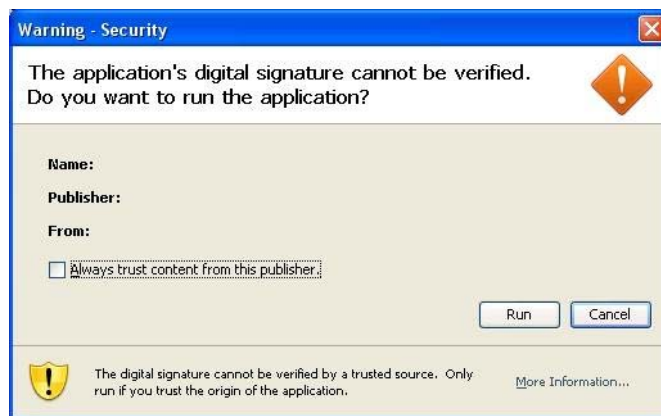 Warning - Security
The application's digital signature cannot be verified.
Do you want to run the application?
Name:
Publisher:
From:
Always trust content from this publisher.
Run
Cancel
The digital signature cannot be verified by a trusted source. Only
run if you trust the origin of the application.
More Information...